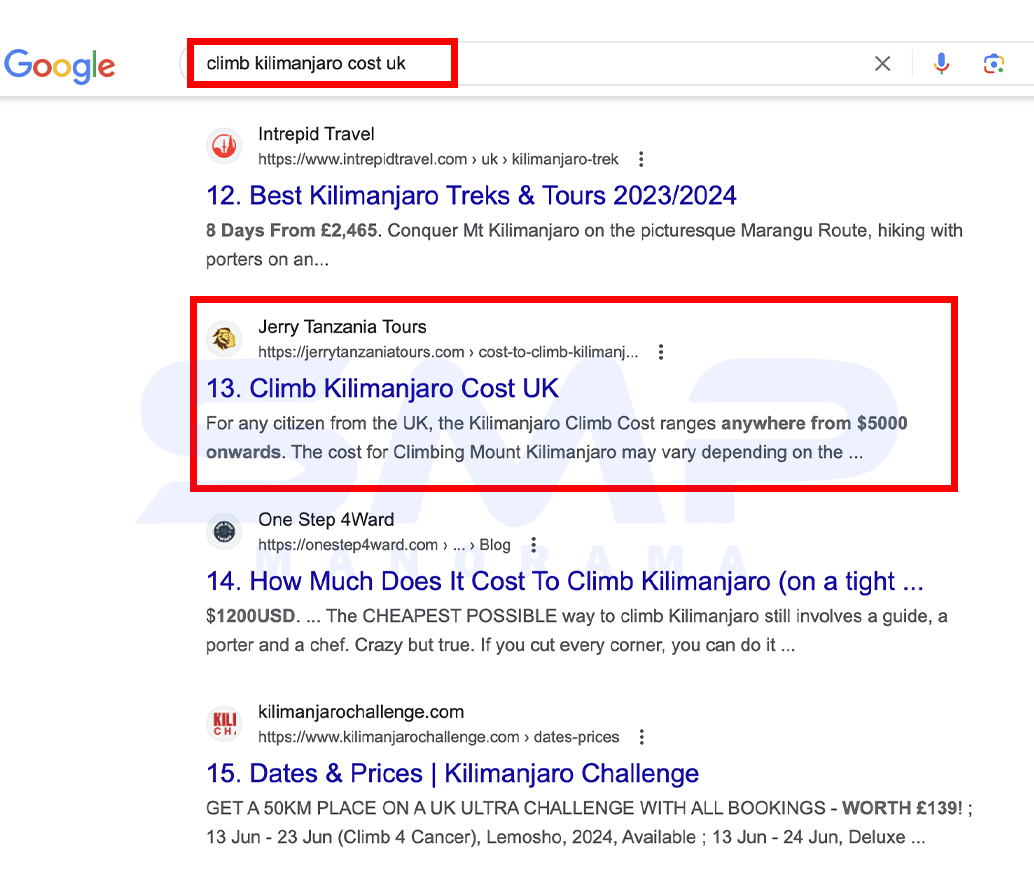 Google
climb kilimanjaro cost uk
Intrepid Travel
https://www.intrepidtravel.com › uk › kilimanjaro-trek
12. Best Kilimanjaro Treks & Tours 2023/2024
8 Days From £2,465. Conquer Mt Kilimanjaro on the picturesque Marangu Route, hiking with
porters on an...
Jerry Tanzania Tours
https://jerrytanzaniatours.com › cost-to-climb-kilimanj...
13. Climb Kilimanjaro Cost UK
For any citizen from the UK, the Kilimanjaro Climb Cost ranges anywhere from $5000
onwards. The cost for Climbing Mount Kilimanjaro may vary depending on the ...
SMP
MANORAMA
One Step 4Ward
https://onestep4ward.com › ... › Blog
14. How Much Does It Cost To Climb Kilimanjaro (on a tight ...
$1200USD. ... The CHEAPEST POSSIBLE way to climb Kilimanjaro still involves a guide, a
porter and a chef. Crazy but true. If you cut every corner, you can do it ...
KILI
CHA
kilimanjarochallenge.com
https://www.kilimanjarochallenge.com › dates-prices
15. Dates & Prices | Kilimanjaro Challenge
GET A 50KM PLACE ON A UK ULTRA CHALLENGE WITH ALL BOOKINGS - WORTH £139! ;
13 Jun - 23 Jun (Climb 4 Cancer), Lemosho, 2024, Available ; 13 Jun - 24 Jun, Deluxe ...